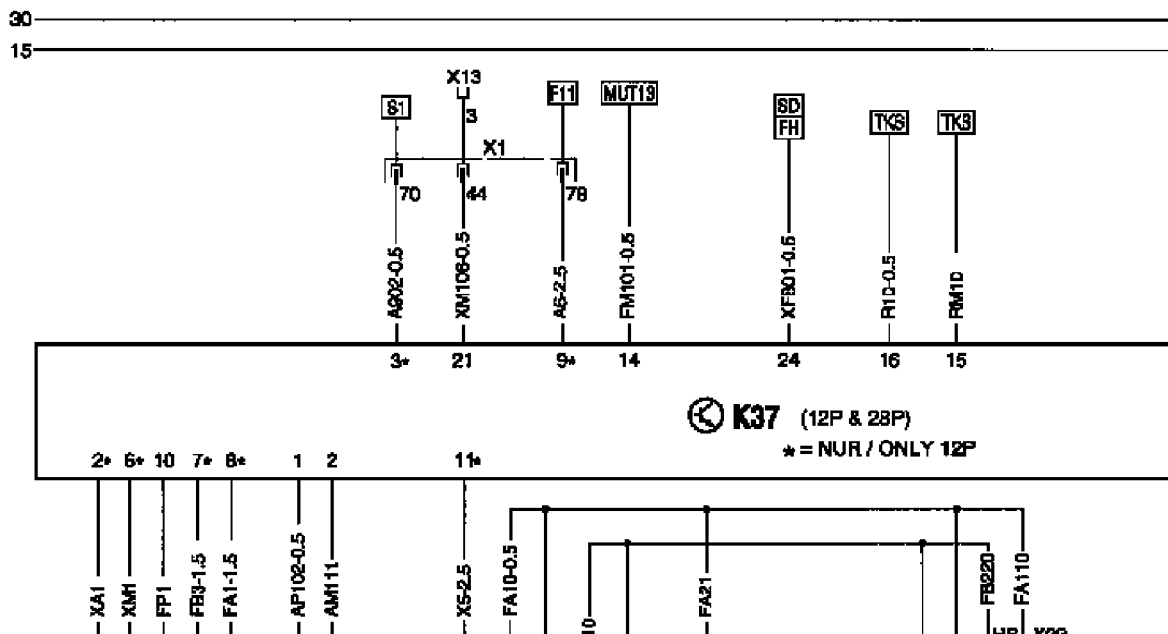 30
15
X13
S1
3
F11
MUT13
SD
FH
TKS
TKS
X1
70
44
78
A902-0.5
XM106-0.5
A6-2.5
FM101-0.5
XFB01-0.5
R10-0.5
RM10
3* 21 9* 14 24 16 15
K37 (12P & 28P)
* = NUR / ONLY 12P
2* 6* 10 7* 8* 1 2 11*
XA1
XM1
FP1
FB3-1.5
FA1-1.5
AP102-0.5
AM111
X5-2.5
FA10-0.5
10
FA21
FB220
FA110